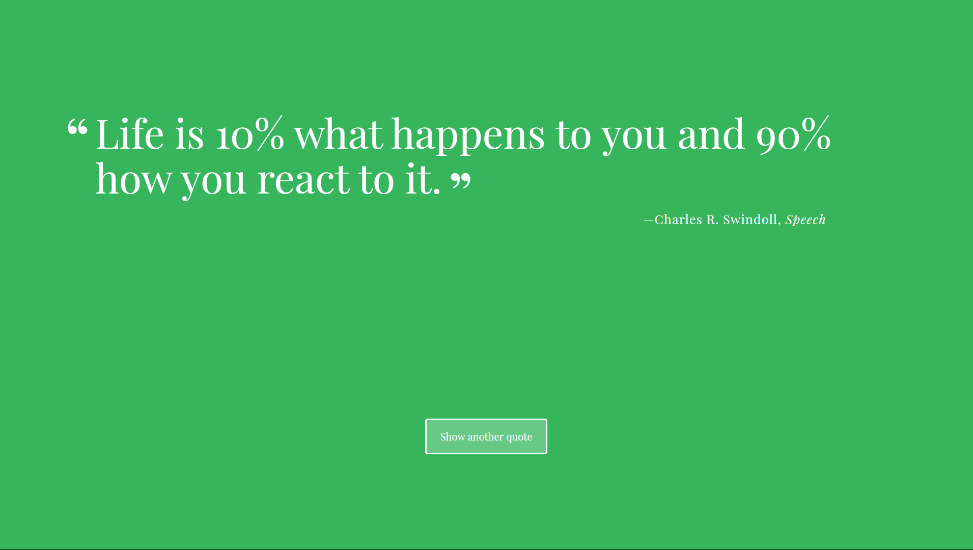 “ Life is 10% what happens to you and 90%
how you react to it. ”
—Charles R. Swindoll, Speech
Show another quote